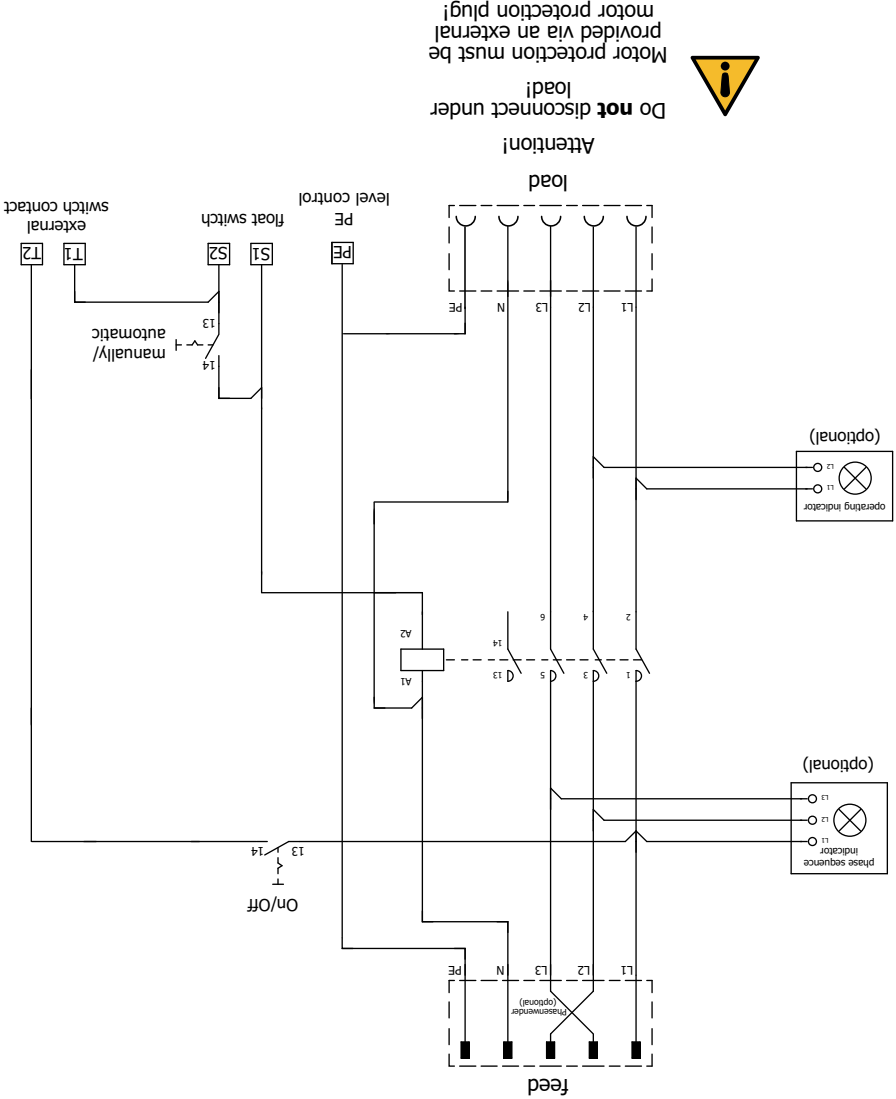 feed
Phasenwender
(optional)
L1 L2 L3 N PE
On/Off
13 14
phase sequence
indicator
L1
L2
L3
(optional)
1 3 5 13 A1
2 4 6 14 A2
operating indicator
L1
L2
(optional)
14
13
manually/
automatic
L1 L2 L3 N PE
PE S1 S2 T1 T2
load
PE
level control
float switch
external
switch contact
Attention!
Do not disconnect under
load!
Motor protection must be
provided via an external
motor protection plug!